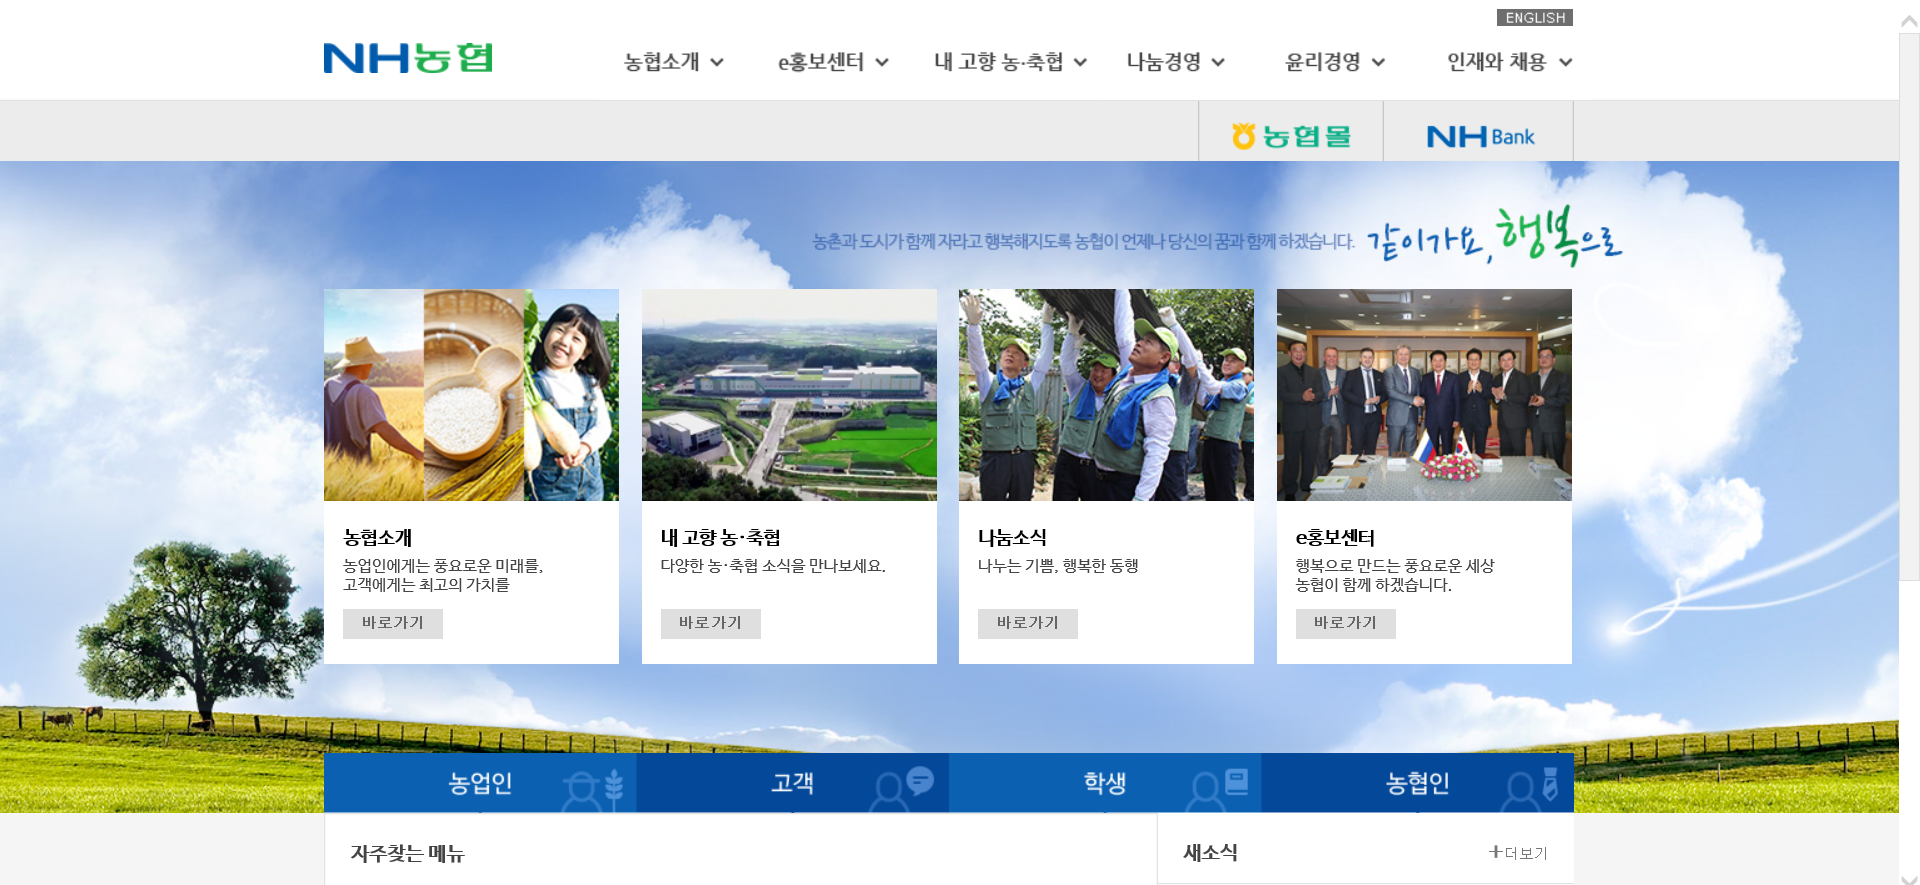 ENGLISH
NH농협
농협소개
e홍보센터
내 고향 농·축협
나눔경영
윤리경영
인재와 채용
농협몰
NH Bank
농촌과 도시가 함께 자라고 행복해지도록 농협이 언제나 당신의 꿈과 함께 하겠습니다.
같이가요, 행복으로
농협소개
농업인에게는 풍요로운 미래를,
고객에게는 최고의 가치를
바로가기
내 고향 농·축협
다양한 농·축협 소식을 만나보세요.
바로가기
나눔소식
나누는 기쁨, 행복한 동행
바로가기
e홍보센터
행복으로 만드는 풍요로운 세상
농협이 함께 하겠습니다.
바로가기
농업인
고객
학생
농협인
자주찾는 메뉴
새소식
+더보기